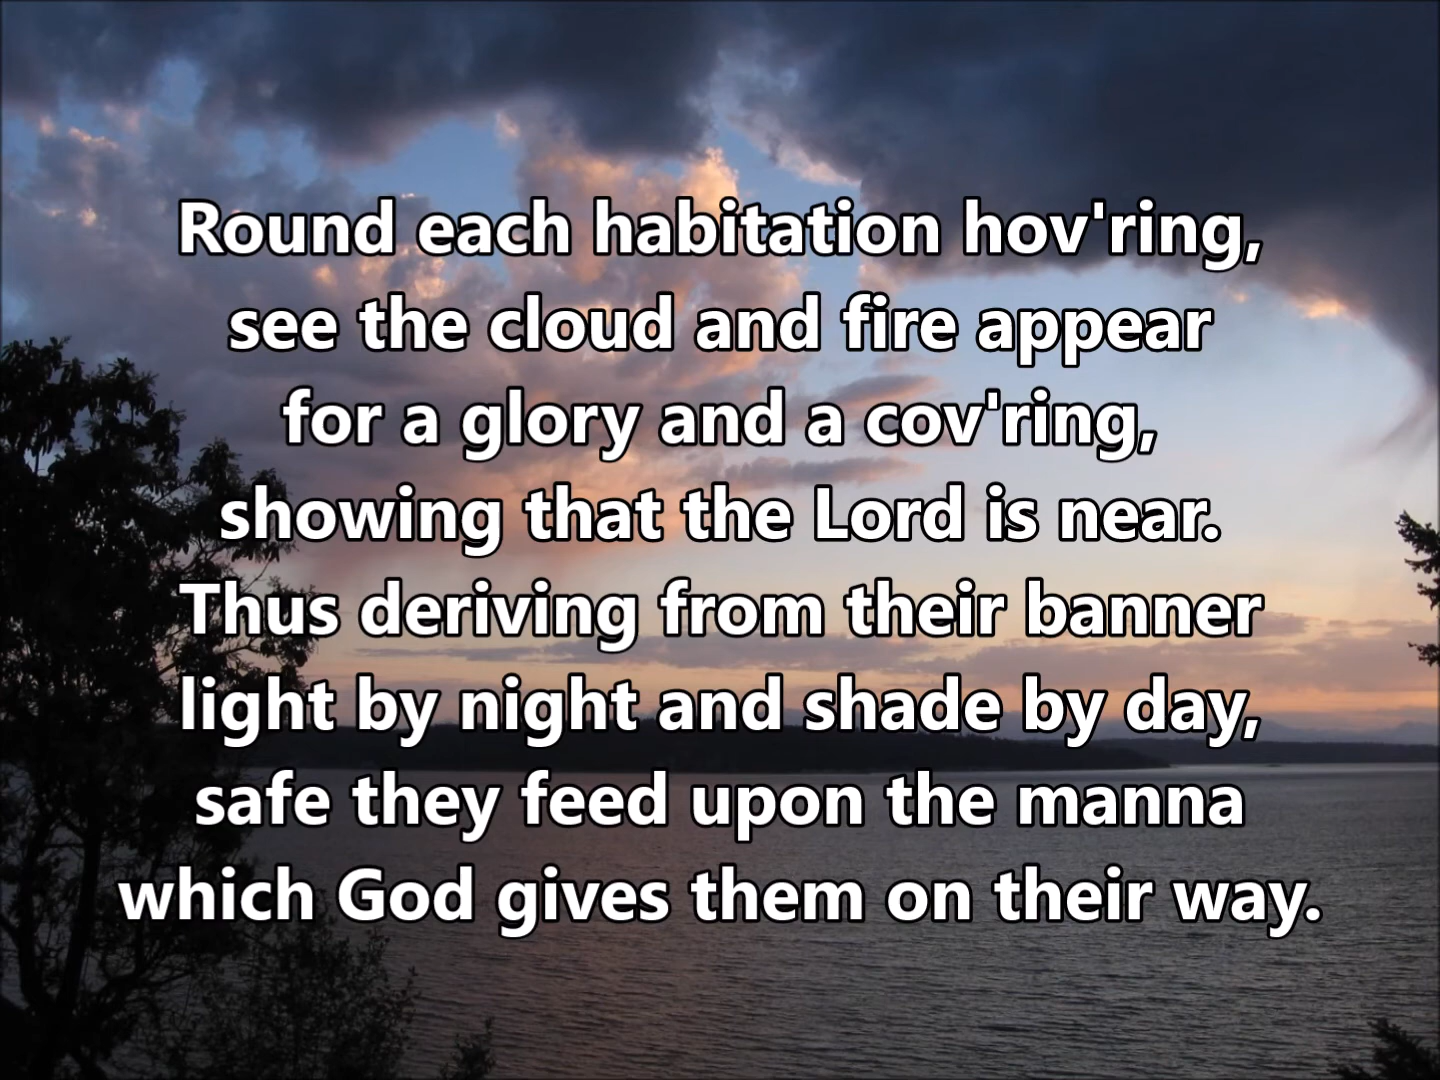 Round each habitation hov'ring,
see the cloud and fire appear
for a glory and a cov'ring,
showing that the Lord is near.
Thus deriving from their banner
light by night and shade by day,
safe they feed upon the manna
which God gives them on their way.